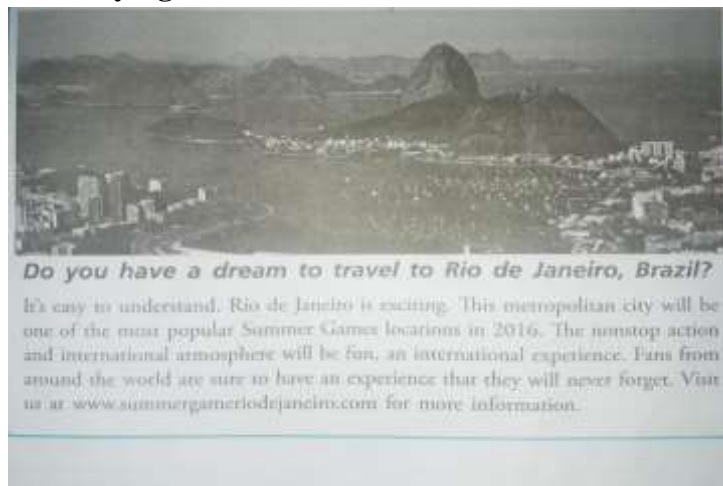 Do you have a dream to travel to Rio de Janeiro, Brazil?
It's easy to understand. Rio de Janeiro is exciting. This metropolitan city will be
one of the most popular Summer Games locations in 2016. The nonstop action
and international atmosphere will be fun, an international experience. Fans from
around the world are sure to have an experience that they will never forget. Visit
us at www.summergameriodejaneiro.com for more information.